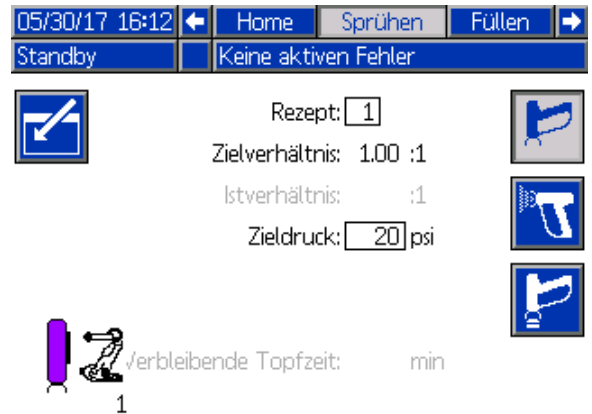 05/30/17 16:12 Home Sprühen Füllen
Standby Keine aktiven Fehler
Rezept: 1
Zielverhältnis: 1.00 :1
Istverhältnis: :1
Zieldruck: 20 psi
Verbleibende Topfzeit: min
1